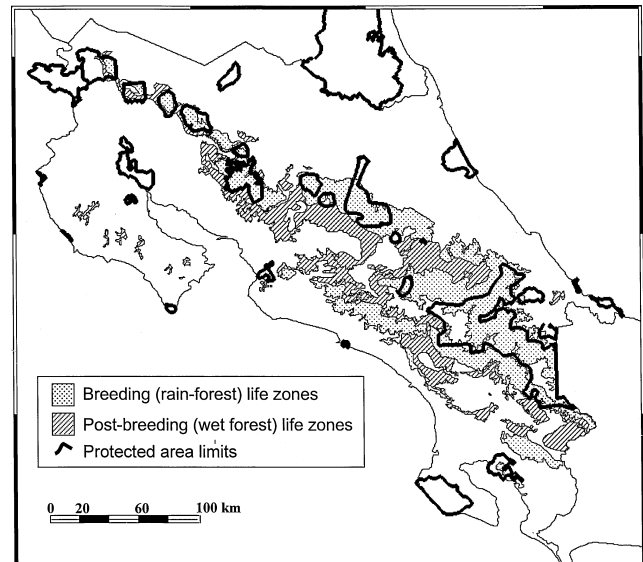 Breeding (rain-forest) life zones
Post-breeding (wet forest) life zones
Protected area limits
0 20 60 100 km